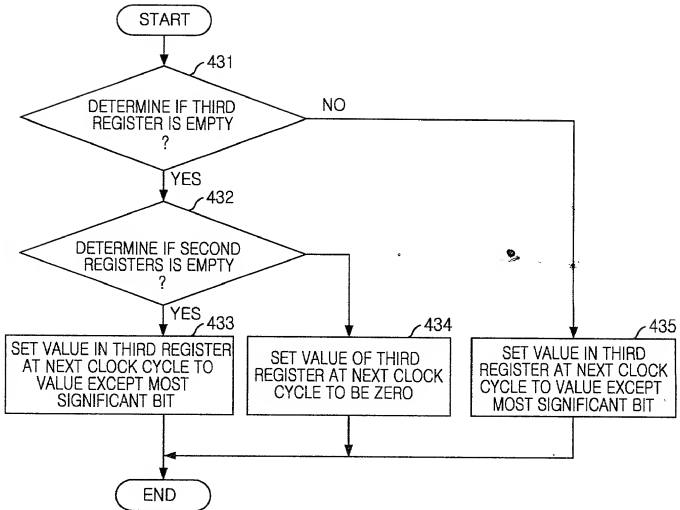 START
431
DETERMINE IF THIRD
REGISTER IS EMPTY
?
NO
YES
432
DETERMINE IF SECOND
REGISTERS IS EMPTY
?
YES
433
SET VALUE IN THIRD REGISTER
AT NEXT CLOCK CYCLE TO
VALUE EXCEPT MOST
SIGNIFICANT BIT
434
SET VALUE OF THIRD
REGISTER AT NEXT CLOCK
CYCLE TO BE ZERO
435
SET VALUE IN THIRD
REGISTER AT NEXT CLOCK
CYCLE TO VALUE EXCEPT
MOST SIGNIFICANT BIT
END